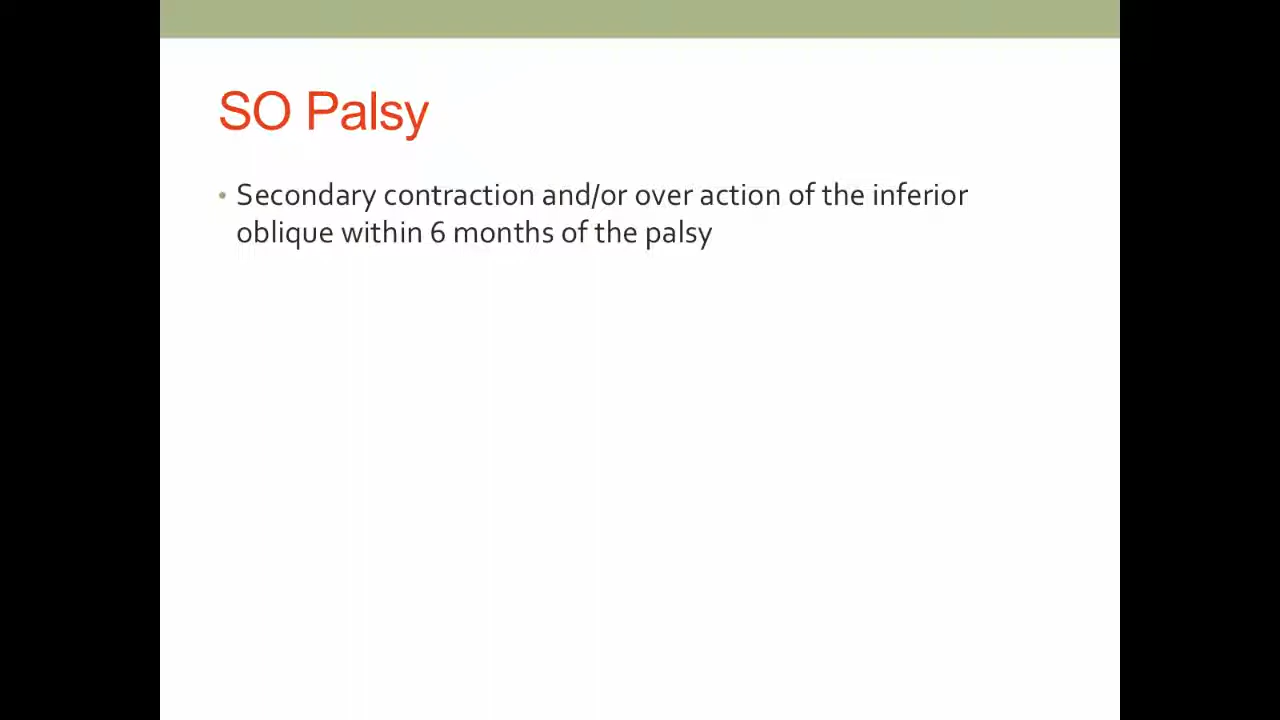 SO Palsy
• Secondary contraction and/or over action of the inferior
oblique within 6 months of the palsy